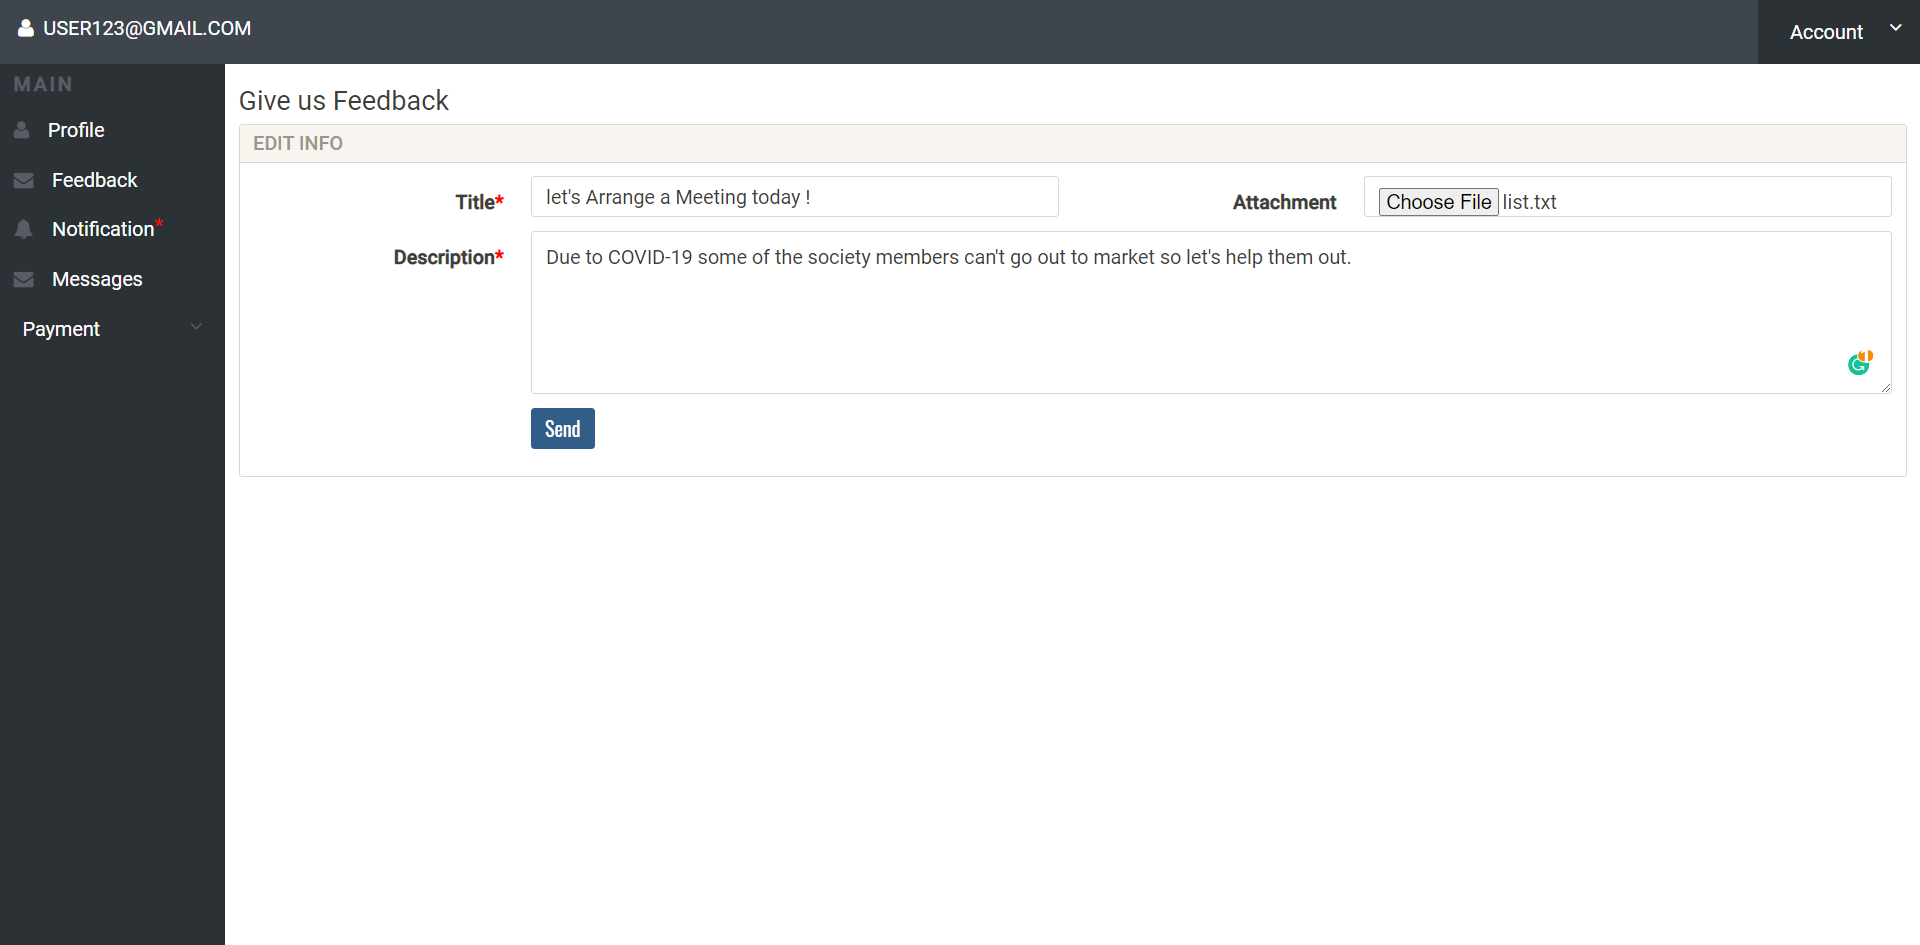 USER123@GMAIL.COM
Account
MAIN
Profile
Feedback
Notification*
Messages
Payment
Give us Feedback
EDIT INFO
Title*
let's Arrange a Meeting today !
Attachment
Choose File list.txt
Description*
Due to COVID-19 some of the society members can't go out to market so let's help them out.
Send